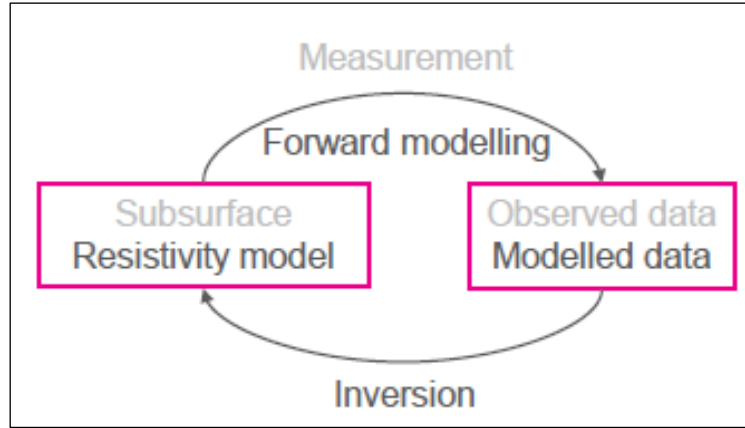 Measurement
Forward modelling
Subsurface
Resistivity model
Observed data
Modelled data
Inversion